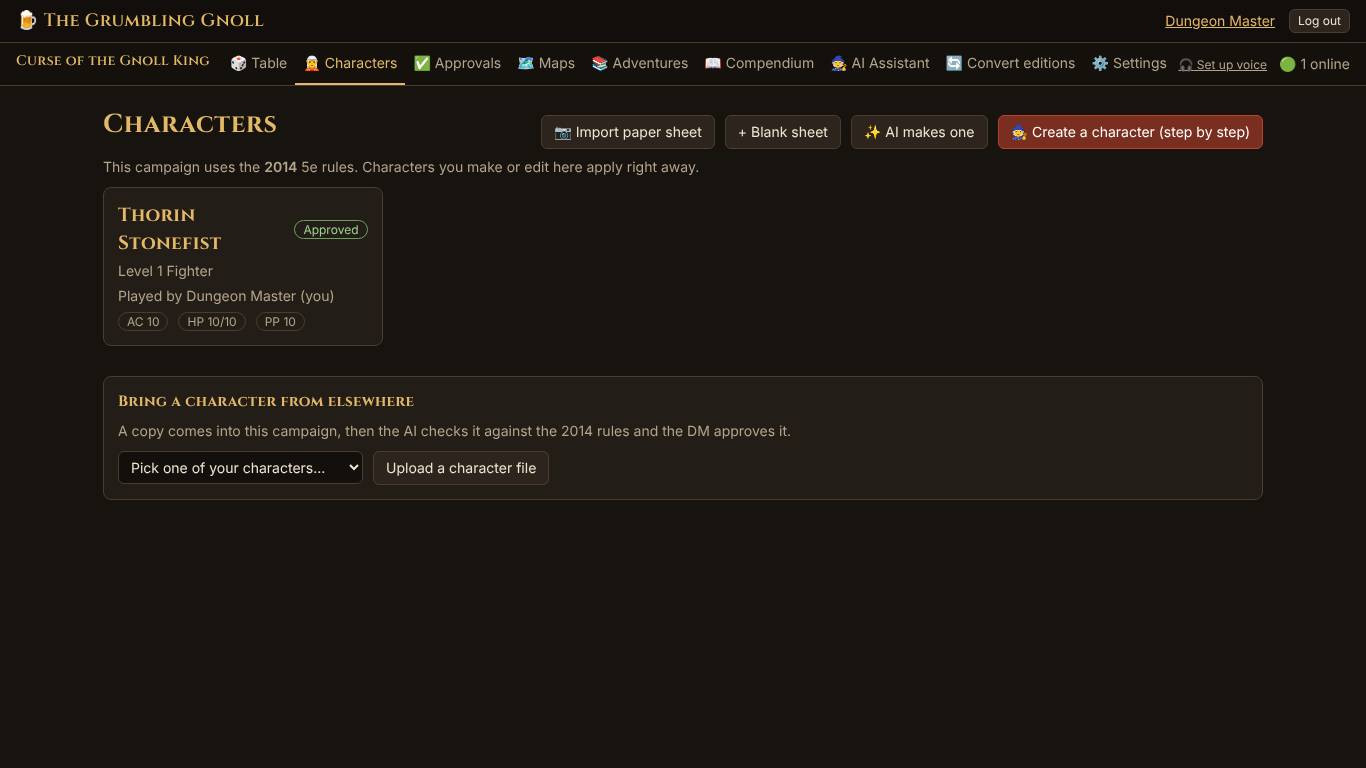 🍺 The Grumbling Gnoll
Dungeon Master
Log out
Curse of the Gnoll King
🎲 Table
🧝 Characters
✅ Approvals
🗺️ Maps
📚 Adventures
📖 Compendium
🧙 AI Assistant
🔄 Convert editions
⚙️ Settings
🎧 Set up voice
🟢 1 online
Characters
📷 Import paper sheet
+ Blank sheet
✨ AI makes one
🧙 Create a character (step by step)
This campaign uses the 2014 5e rules. Characters you make or edit here apply right away.
Thorin
Stonefist
Approved
Level 1 Fighter
Played by Dungeon Master (you)
AC 10
HP 10/10
PP 10
Bring a character from elsewhere
A copy comes into this campaign, then the AI checks it against the 2014 rules and the DM approves it.
Pick one of your characters...
Upload a character file